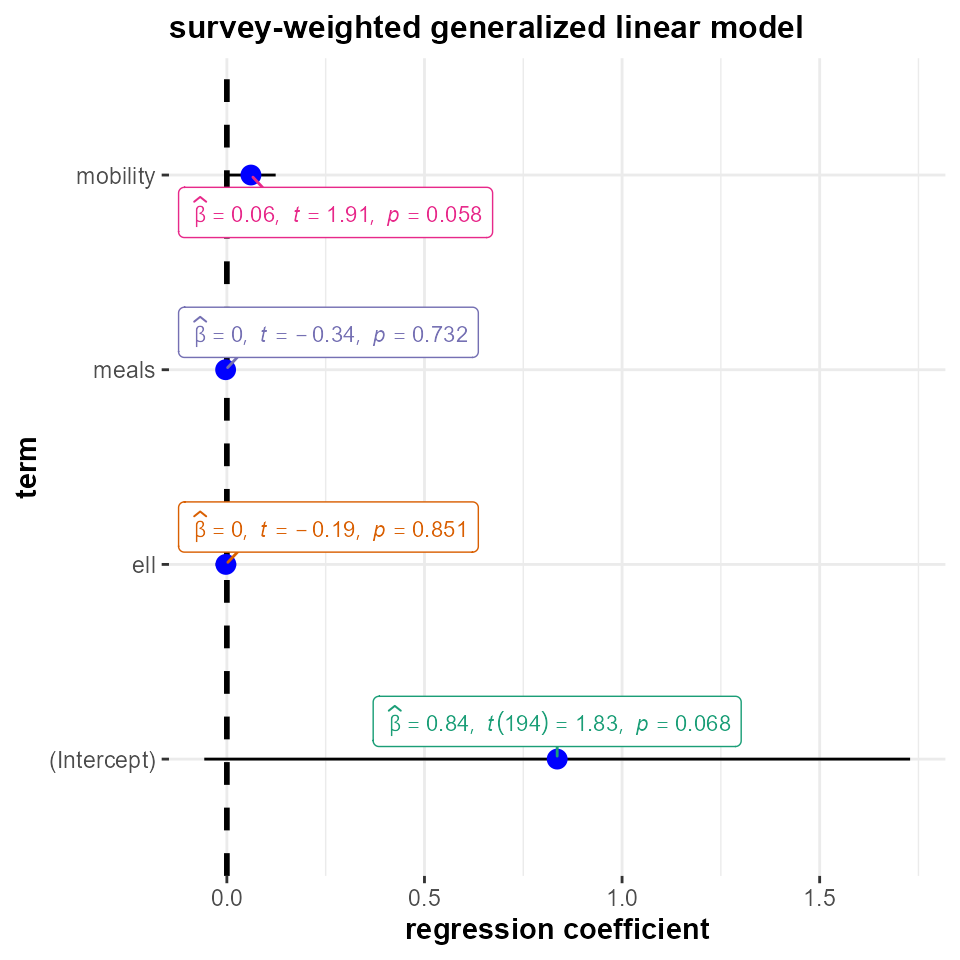 survey-weighted generalized linear model
mobility
β̂ = 0.06, t = 1.91, p = 0.058
β̂ = 0, t = −0.34, p = 0.732
meals
term
β̂ = 0, t = −0.19, p = 0.851
ell
β̂ = 0.84, t(194) = 1.83, p = 0.068
(Intercept)
0.0 0.5 1.0 1.5
regression coefficient